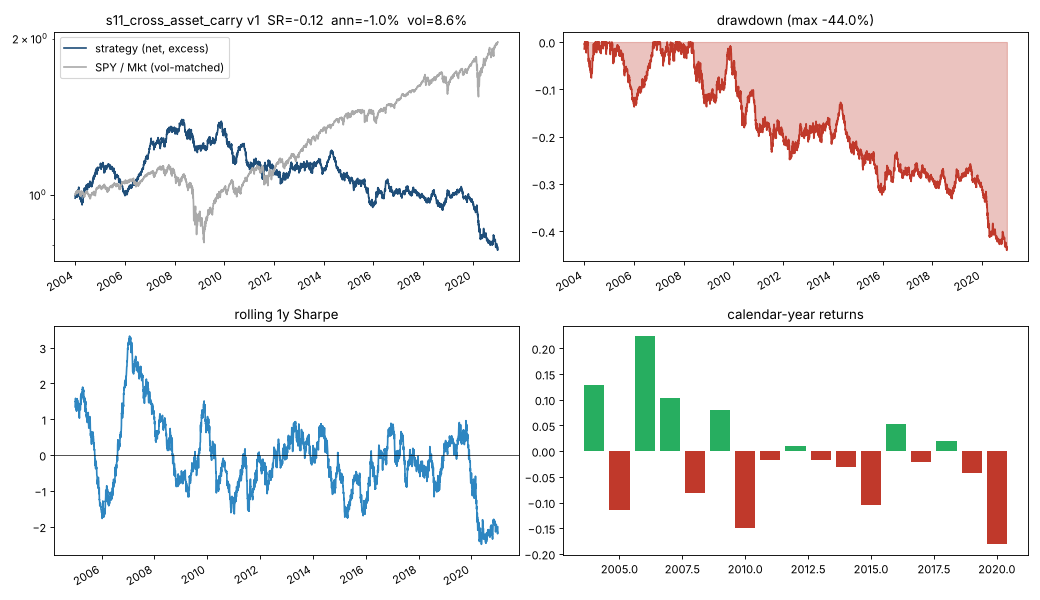 s11_cross_asset_carry v1 SR=-0.12 ann=-1.0% vol=8.6%
2 × 10⁰
10⁰
strategy (net, excess)
SPY / Mkt (vol-matched)
2004 2006 2008 2010 2012 2014 2016 2018 2020
drawdown (max -44.0%)
0.0
−0.1
−0.2
−0.3
−0.4
2004 2006 2008 2010 2012 2014 2016 2018 2020
rolling 1y Sharpe
3
2
1
0
−1
−2
2006 2008 2010 2012 2014 2016 2018 2020
calendar-year returns
0.20
0.15
0.10
0.05
0.00
−0.05
−0.10
−0.15
−0.20
2005.0 2007.5 2010.0 2012.5 2015.0 2017.5 2020.0